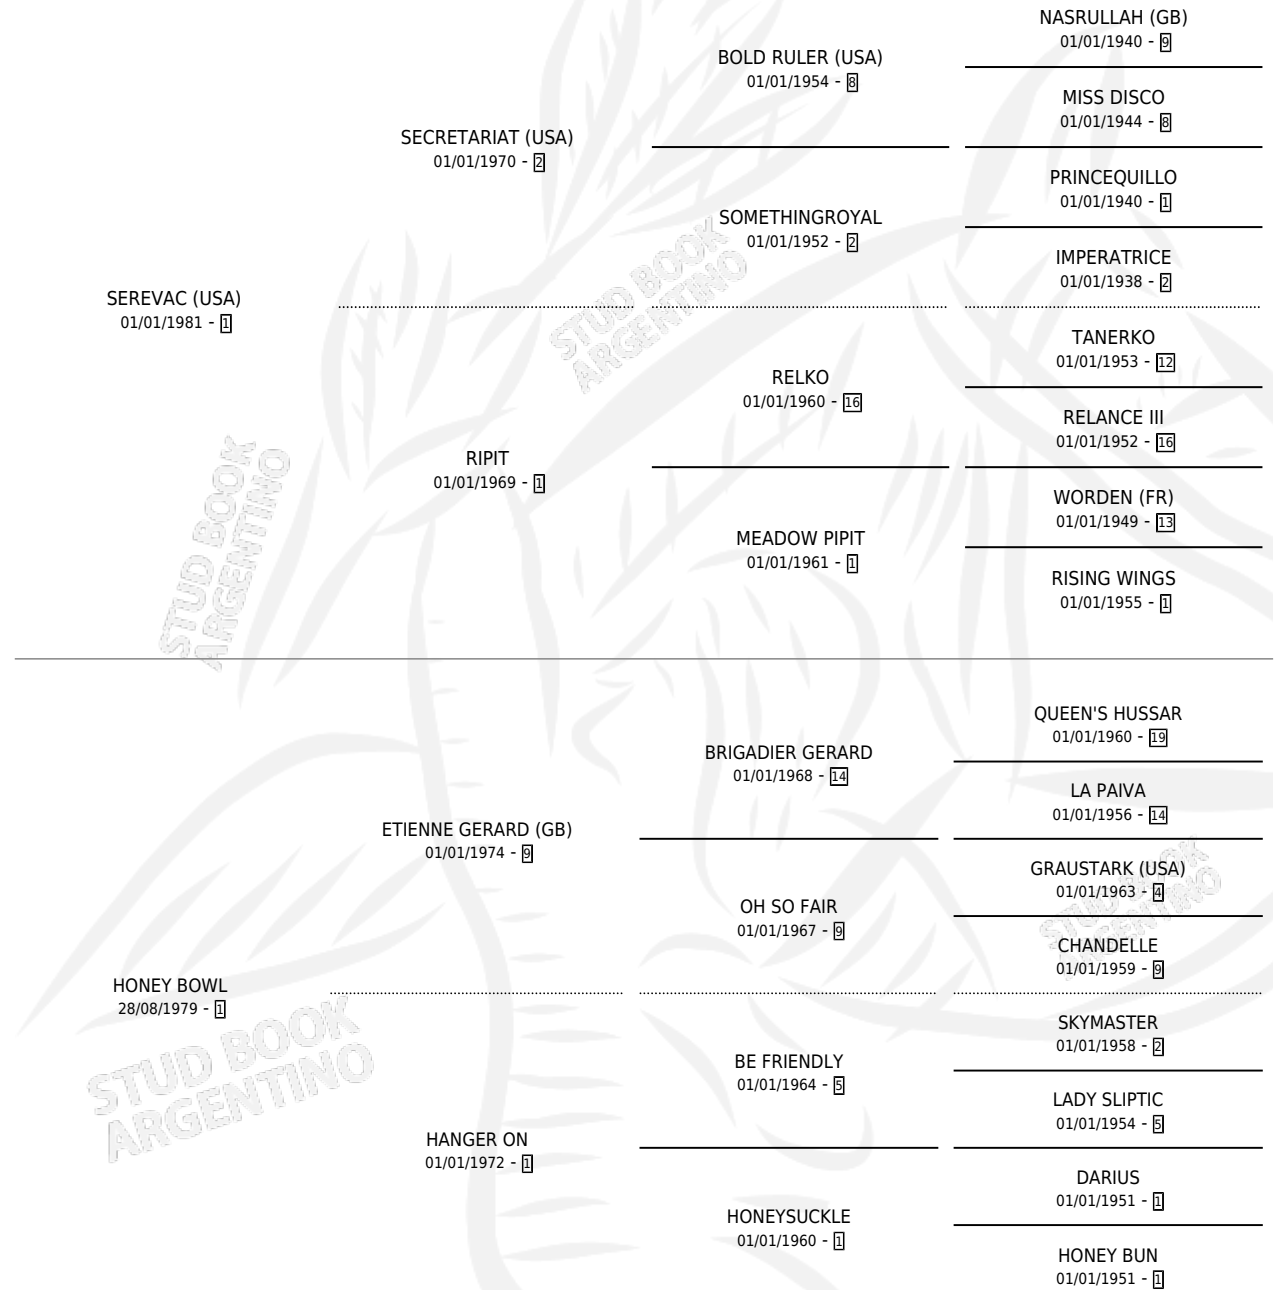 NASRULLAH (GB)
01/01/1940 - 9
BOLD RULER (USA)
01/01/1954 - 8
MISS DISCO
01/01/1944 - 8
SECRETARIAT (USA)
01/01/1970 - 2
PRINCEQUILLO
01/01/1940 - 1
SOMETHINGROYAL
01/01/1952 - 2
IMPERATRICE
01/01/1938 - 2
SEREVAC (USA)
01/01/1981 - 1
TANERKO
01/01/1953 - 12
RELKO
01/01/1960 - 16
RELANCE III
01/01/1952 - 16
RIPIT
01/01/1969 - 1
WORDEN (FR)
01/01/1949 - 13
MEADOW PIPIT
01/01/1961 - 1
RISING WINGS
01/01/1955 - 1
QUEEN'S HUSSAR
01/01/1960 - 19
BRIGADIER GERARD
01/01/1968 - 14
LA PAIVA
01/01/1956 - 14
ETIENNE GERARD (GB)
01/01/1974 - 9
GRAUSTARK (USA)
01/01/1963 - 4
OH SO FAIR
01/01/1967 - 9
CHANDELLE
01/01/1959 - 9
HONEY BOWL
28/08/1979 - 1
SKYMASTER
01/01/1958 - 2
BE FRIENDLY
01/01/1964 - 5
LADY SLIPTIC
01/01/1954 - 5
HANGER ON
01/01/1972 - 1
DARIUS
01/01/1951 - 1
HONEYSUCKLE
01/01/1960 - 1
HONEY BUN
01/01/1951 - 1
STUD BOOK
ARGENTINO
STUD BOOK
ARGENTINO
STUD BOOK
ARGENTINO
STUD BOOK
ARGENTINO